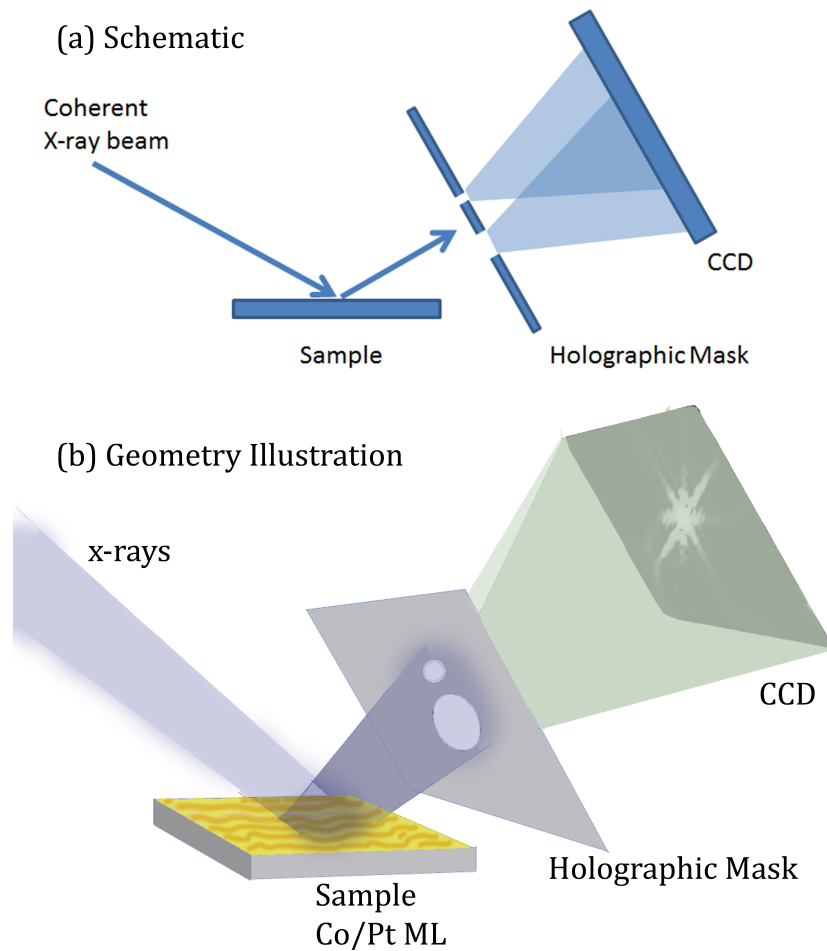 (a) Schematic
Coherent
X-ray beam
CCD
Sample
Holographic Mask
(b) Geometry Illustration
x-rays
CCD
Holographic Mask
Sample
Co/Pt ML